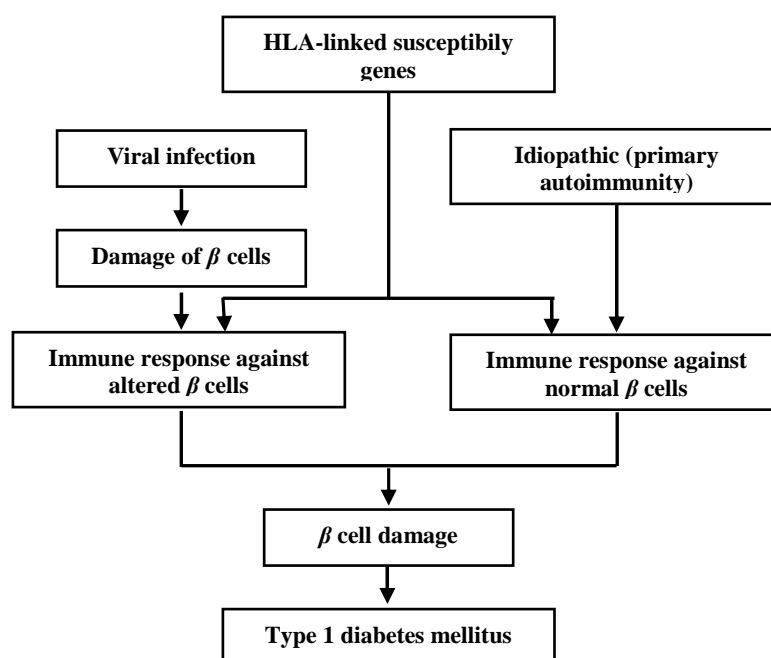 HLA-linked susceptibily
genes
Viral infection
Idiopathic (primary
autoimmunity)
Damage of β cells
Immune response against
altered β cells
Immune response against
normal β cells
β cell damage
Type 1 diabetes mellitus